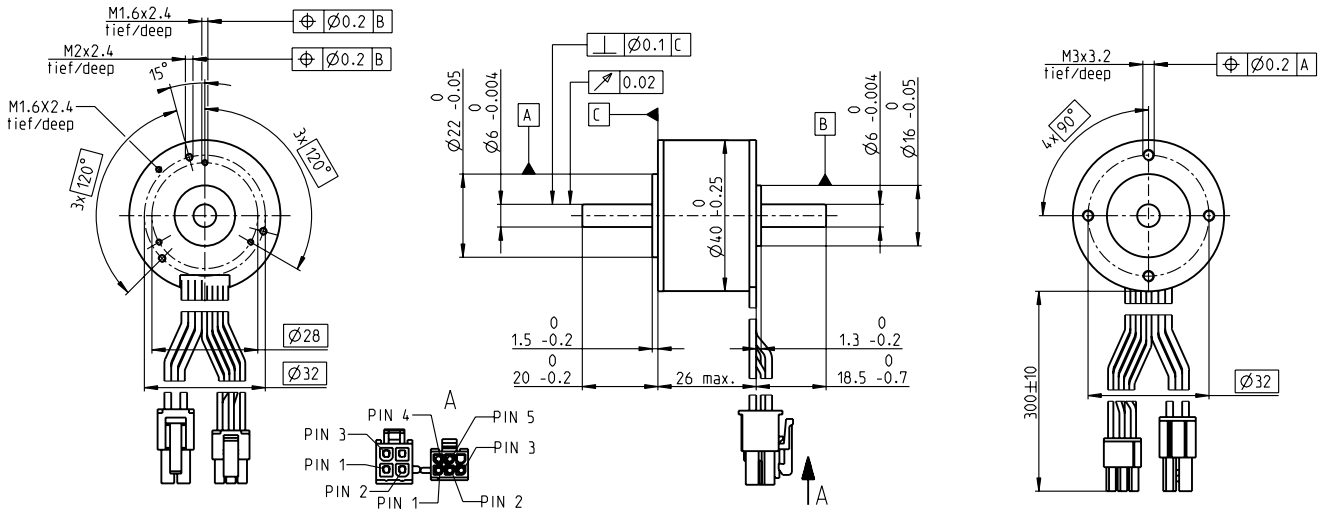 M1.6x2.4
tief/deep
⌖ Ø0.2 B
M2x2.4
tief/deep
⌖ Ø0.2 B
15°
M1.6X2.4
tief/deep
3x 120°
3x 120°
Ø28
Ø32
⊥ Ø0.1 C
↗ 0.02
A
C
B
Ø22 0 -0.05
Ø6 0 -0.004
Ø40 0 -0.25
Ø6 0 -0.004
Ø16 0 -0.05
1.5 0 -0.2
20 0 -0.2
26 max.
1.3 0 -0.2
18.5 0 -0.7
A
PIN 4
PIN 5
PIN 3
PIN 3
PIN 1
PIN 2
PIN 1
PIN 2
A
M3x3.2
tief/deep
⌖ Ø0.2 A
4x 90°
300±10
Ø32